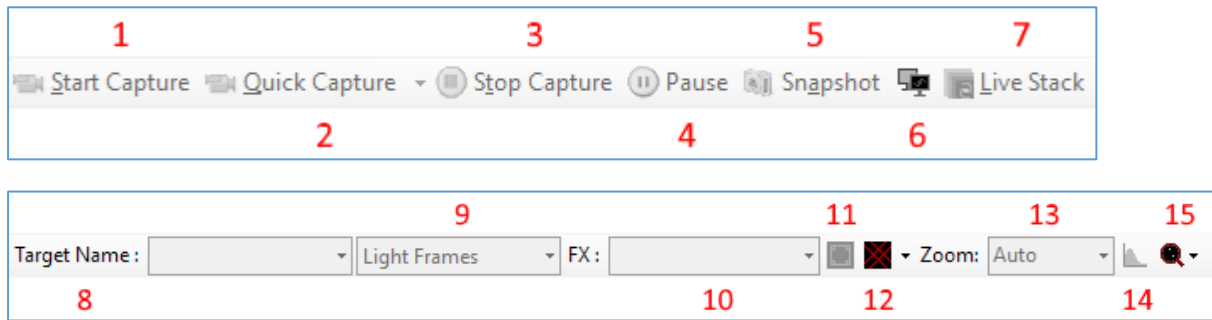 1 3 5 7
Start Capture Quick Capture Stop Capture Pause Snapshot Live Stack
2 4 6
9 11 13 15
Target Name : Light Frames FX : Zoom: Auto
8 10 12 14